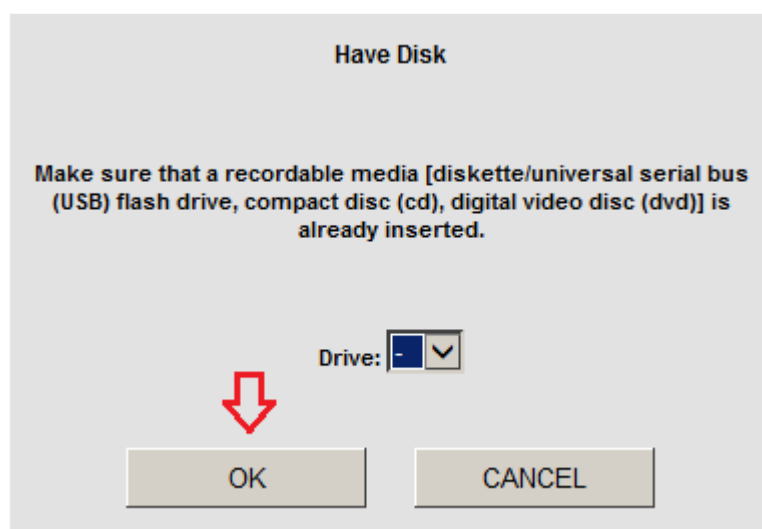 Have Disk
Make sure that a recordable media [diskette/universal serial bus
(USB) flash drive, compact disc (cd), digital video disc (dvd)] is
already inserted.
Drive: -
OK CANCEL